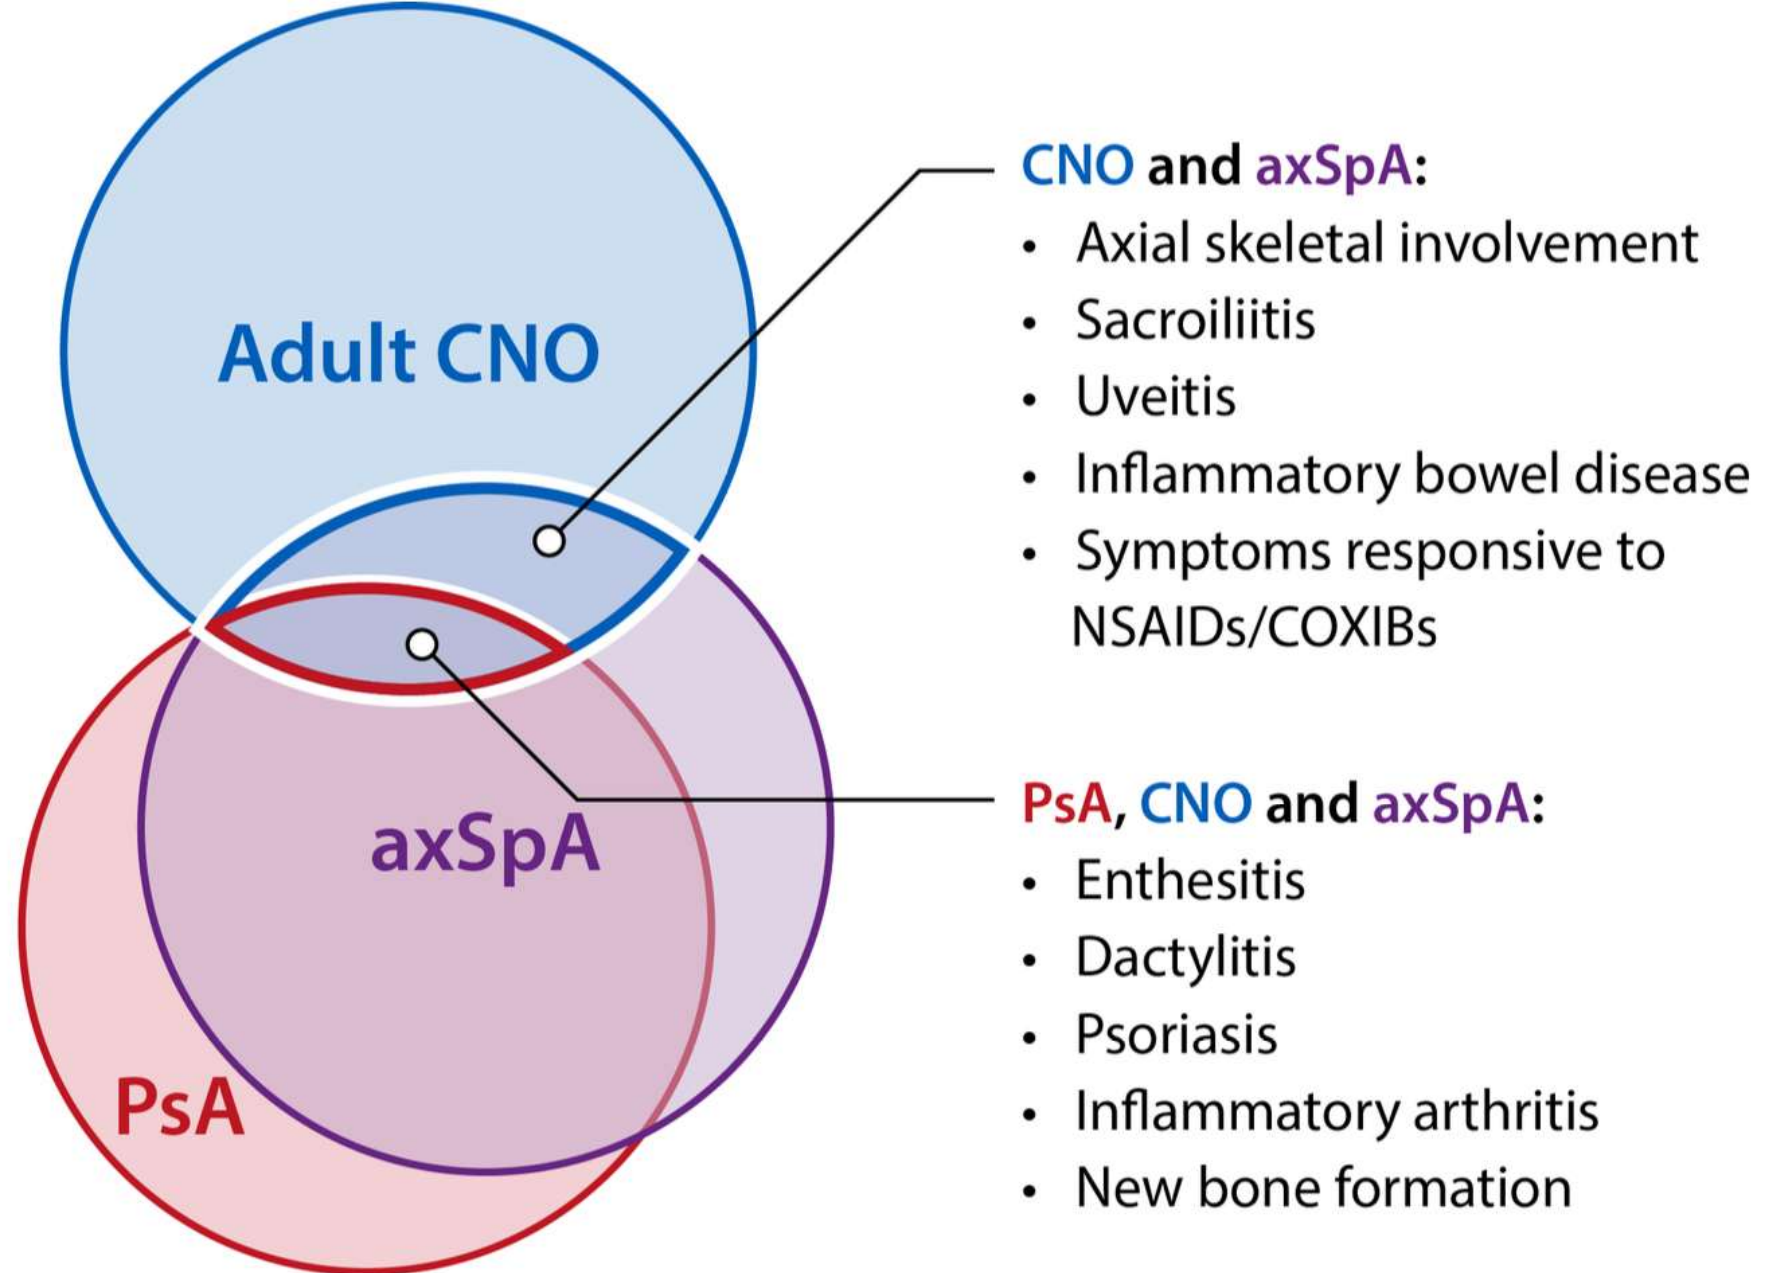 Adult CNO
axSpA
PsA
CNO and axSpA:
• Axial skeletal involvement
• Sacroiliitis
• Uveitis
• Inflammatory bowel disease
• Symptoms responsive to
NSAIDs/COXIBs
PsA, CNO and axSpA:
• Enthesitis
• Dactylitis
• Psoriasis
• Inflammatory arthritis
• New bone formation